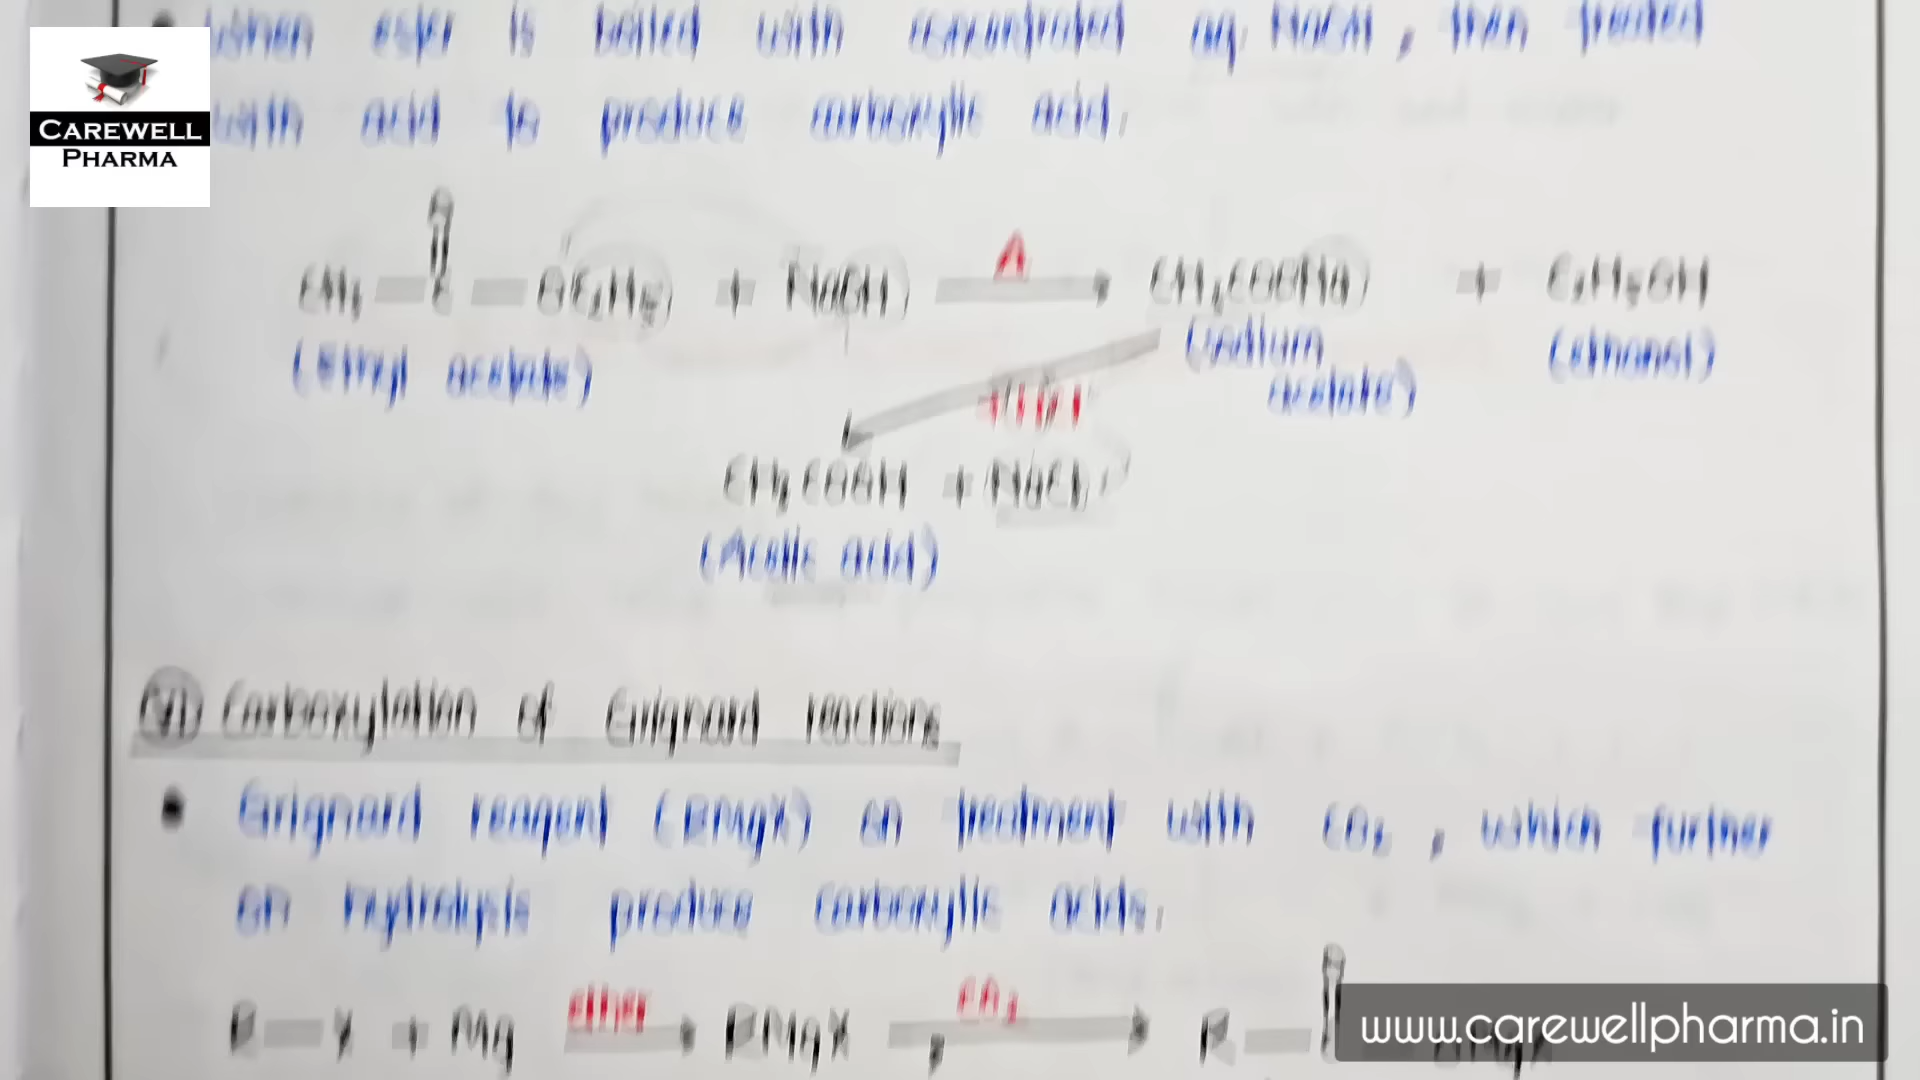 When ester is boiled with concentrated aq. NaOH, then treated
with acid to produce carboxylic acid.
CAREWELL
PHARMA
O
CH3 — C — OC2H5 + NaOH Δ → CH3COONa + C2H5OH
(Ethyl acetate) (sodium acetate) (ethanol)
CH3COOH + NaCl
(Acetic acid)
(VI) Carboxylation of Grignard reactions
• Grignard reagent (RMgX) on treatment with CO2, which further
on hydrolysis produce carboxylic acids.
O
R — X + Mg ether → RMgX CO2 → R —
www.carewellpharma.in